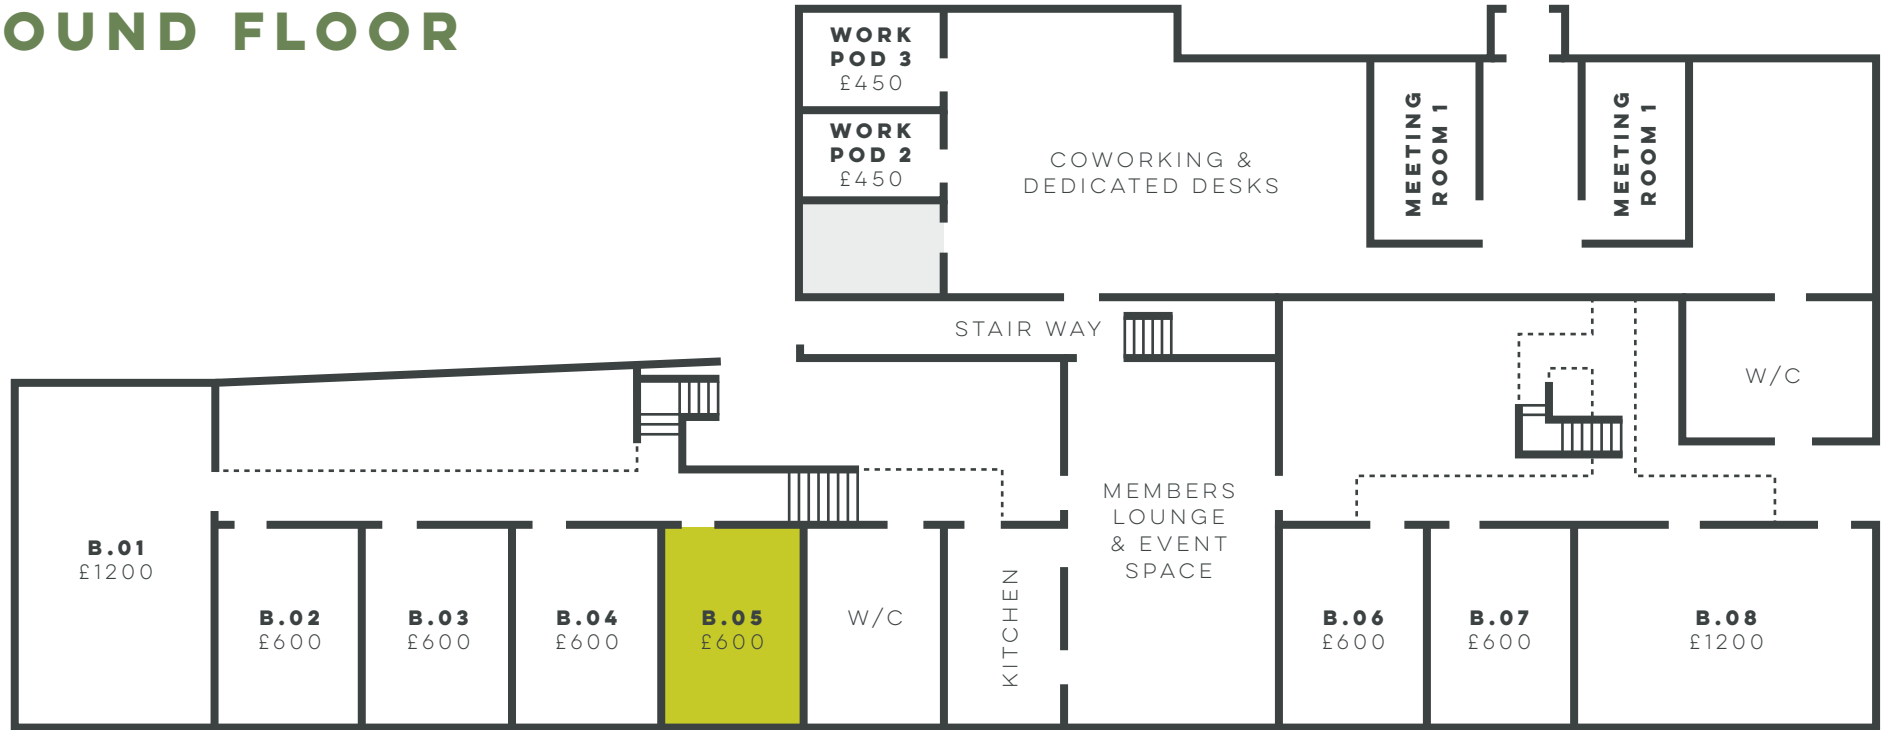 OUND FLOOR
WORK
POD 3
£450
WORK
POD 2
£450
COWORKING &
DEDICATED DESKS
MEETING
ROOM 1
MEETING
ROOM 1
STAIR WAY
W/C
MEMBERS
LOUNGE
& EVENT
SPACE
B.01
£1200
B.02
£600
B.03
£600
B.04
£600
B.05
£600
W/C
KITCHEN
B.06
£600
B.07
£600
B.08
£1200